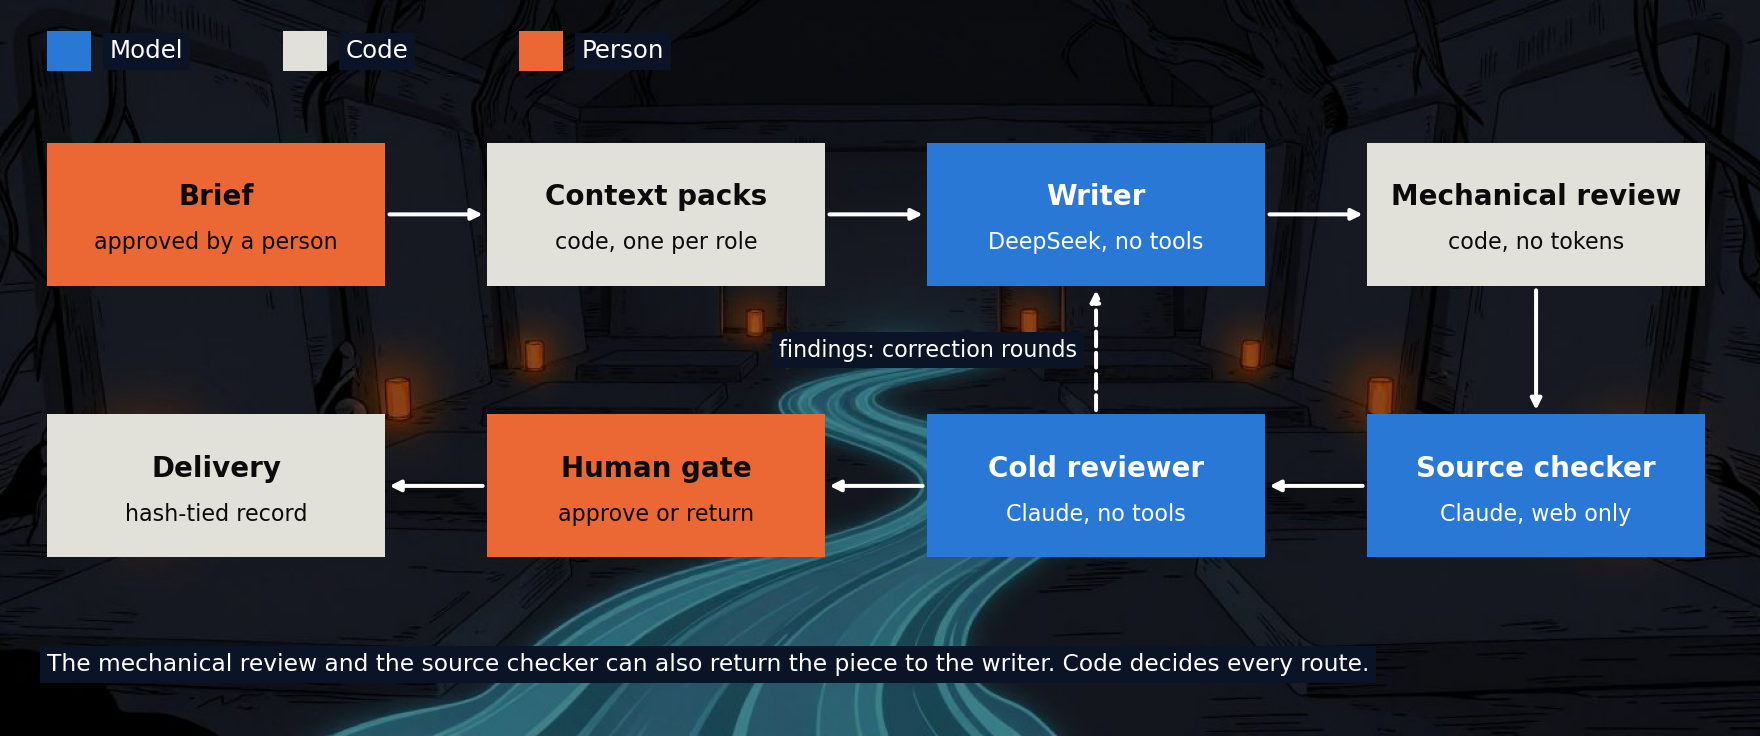 Model
Code
Person
Brief
approved by a person
Context packs
code, one per role
Writer
DeepSeek, no tools
Mechanical review
code, no tokens
findings: correction rounds
Delivery
hash-tied record
Human gate
approve or return
Cold reviewer
Claude, no tools
Source checker
Claude, web only
The mechanical review and the source checker can also return the piece to the writer. Code decides every route.